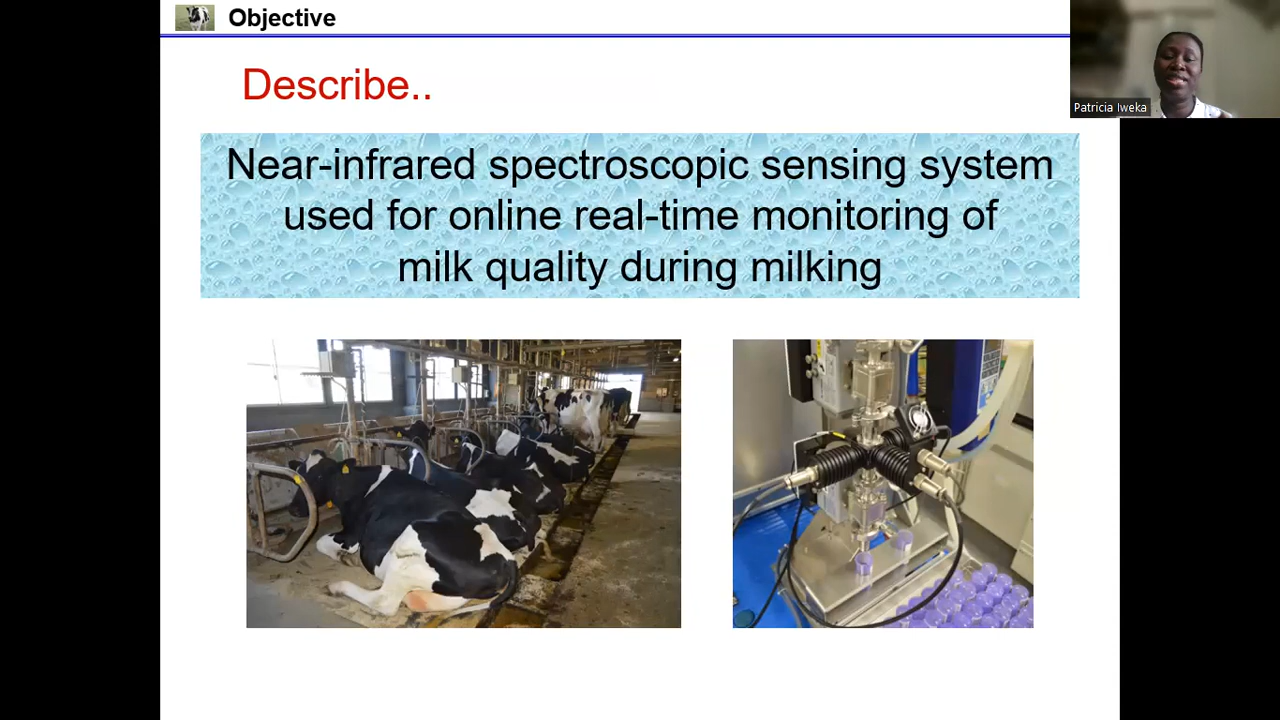 Objective
Describe..
Near-infrared spectroscopic sensing system
used for online real-time monitoring of
milk quality during milking
Patricia Iweka